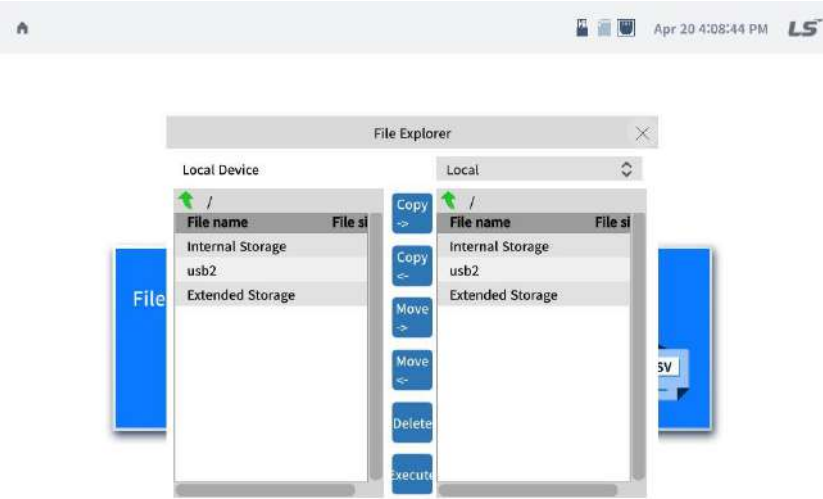 Apr 20 4:08:44 PM
LS
File Explorer
Local Device
Local
/
File name File si
Internal Storage
usb2
Extended Storage
Copy
->
Copy
<-
Move
->
Move
<-
Delete
Execute
/
File name File si
Internal Storage
usb2
Extended Storage
File
SV